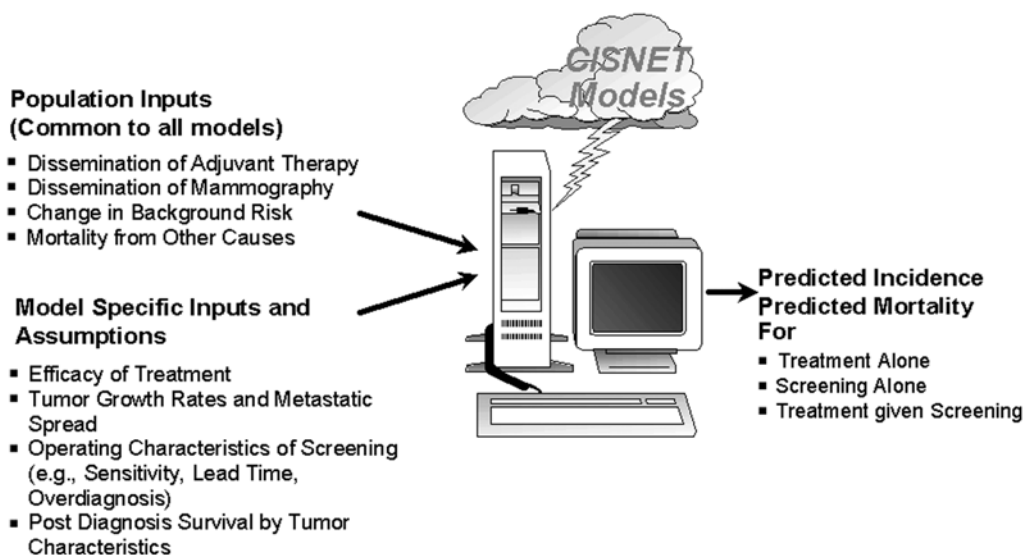 CISNET
Models
Population Inputs
(Common to all models)
▪ Dissemination of Adjuvant Therapy
▪ Dissemination of Mammography
▪ Change in Background Risk
▪ Mortality from Other Causes
Model Specific Inputs and
Assumptions
▪ Efficacy of Treatment
▪ Tumor Growth Rates and Metastatic
Spread
▪ Operating Characteristics of Screening
(e.g., Sensitivity, Lead Time,
Overdiagnosis)
▪ Post Diagnosis Survival by Tumor
Characteristics
Predicted Incidence
Predicted Mortality
For
▪ Treatment Alone
▪ Screening Alone
▪ Treatment given Screening